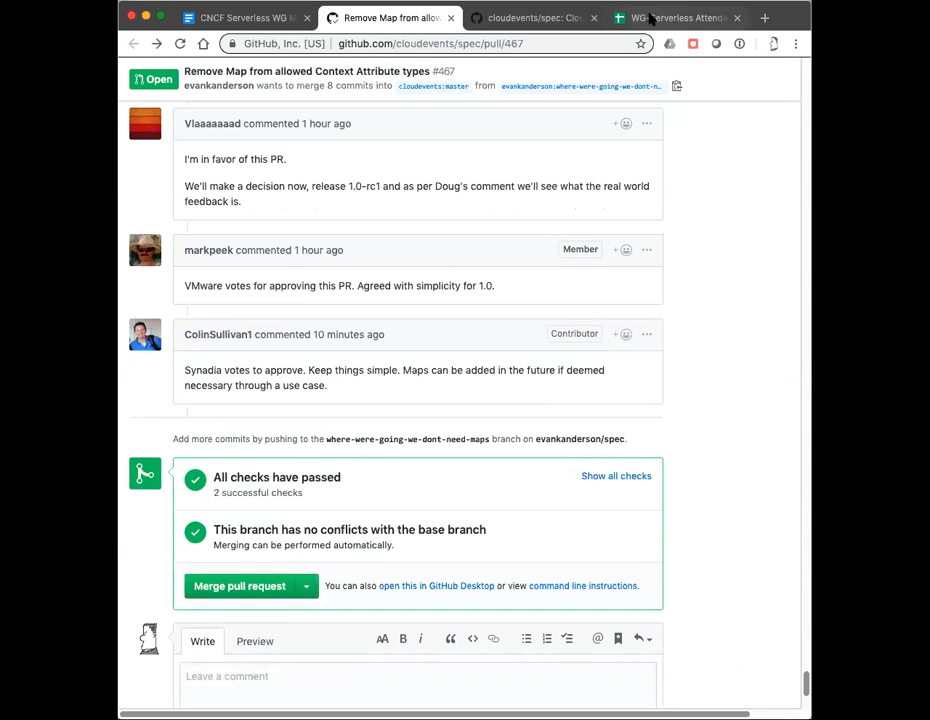 CNCF Serverless WG M
Remove Map from allow
cloudevents/spec: Clou
WG-Serverless Attend
GitHub, Inc. [US]
github.com/cloudevents/spec/pull/467
Open
Remove Map from allowed Context Attribute types #467
evankanderson wants to merge 8 commits into cloudevents:master from evankanderson:where-were-going-we-dont-n…
Vlaaaaaaad commented 1 hour ago
I'm in favor of this PR.
We'll make a decision now, release 1.0-rc1 and as per Doug's comment we'll see what the real world
feedback is.
markpeek commented 1 hour ago
Member
VMware votes for approving this PR. Agreed with simplicity for 1.0.
ColinSullivan1 commented 10 minutes ago
Contributor
Synadia votes to approve. Keep things simple. Maps can be added in the future if deemed
necessary through a use case.
Add more commits by pushing to the where-were-going-we-dont-need-maps branch on evankanderson/spec.
All checks have passed
Show all checks
2 successful checks
This branch has no conflicts with the base branch
Merging can be performed automatically.
Merge pull request
You can also open this in GitHub Desktop or view command line instructions.
Write
Preview
AA B i
Leave a comment